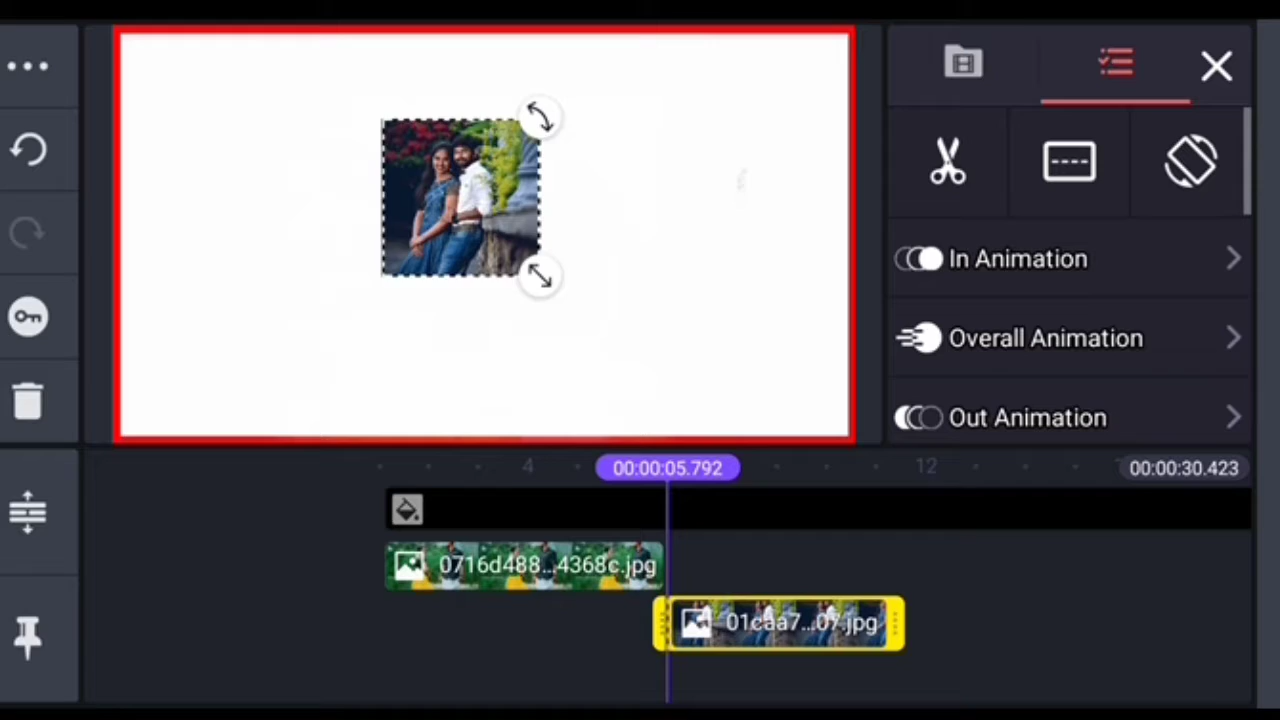 In Animation
Overall Animation
Out Animation
4
00:00:05.792
12
00:00:30.423
0716d488...4368c.jpg
01caa7...07.jpg